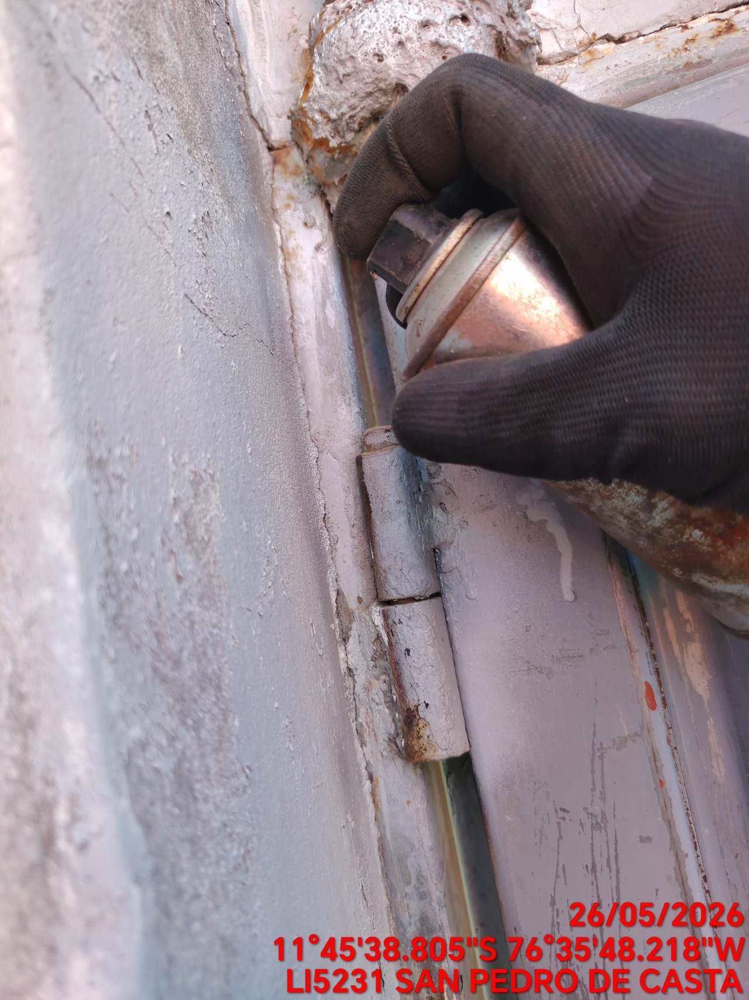 26/05/2026
11°45'38.805"S 76°35'48.218"W
LI5231 SAN PEDRO DE CASTA